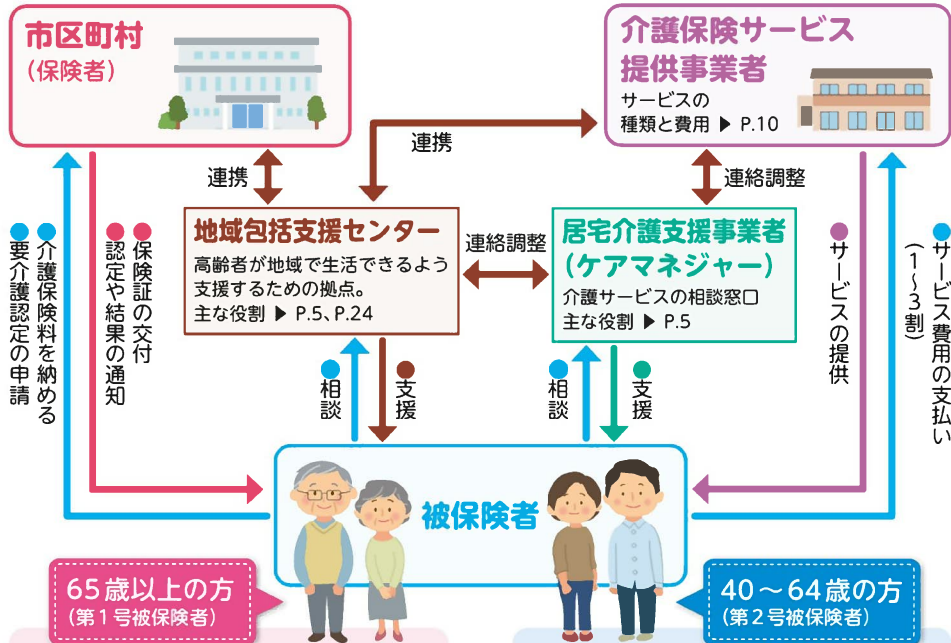 市区町村
(保険者)
介護保険サービス
提供事業者
サービスの
種類と費用 ▶ P.10
連携
連携
連絡調整
地域包括支援センター
高齢者が地域で生活できるよう
支援するための拠点。
主な役割 ▶ P.5、P.24
連絡調整
居宅介護支援事業者
(ケアマネジャー)
介護サービスの相談窓口
主な役割 ▶ P.5
●要介護認定の申請
●介護保険料を納める
●認定や結果の通知
●保険証の交付
●相談
●支援
●相談
●支援
●サービスの提供
●サービス費用の支払い
(1〜3割)
被保険者
65歳以上の方
(第1号被保険者)
40〜64歳の方
(第2号被保険者)